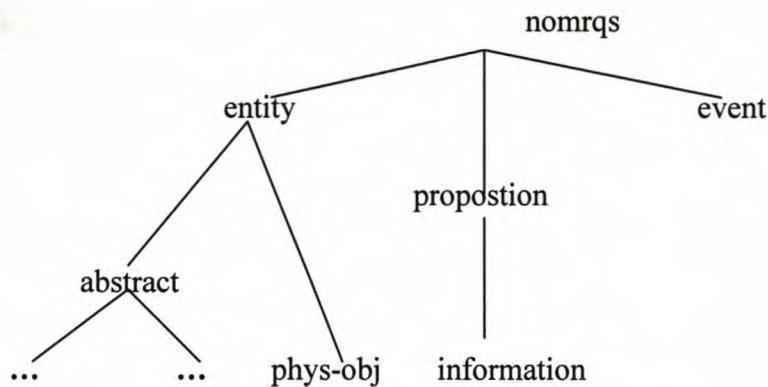 nomrqs
entity event
propostion
abstract
... ... phys-obj information